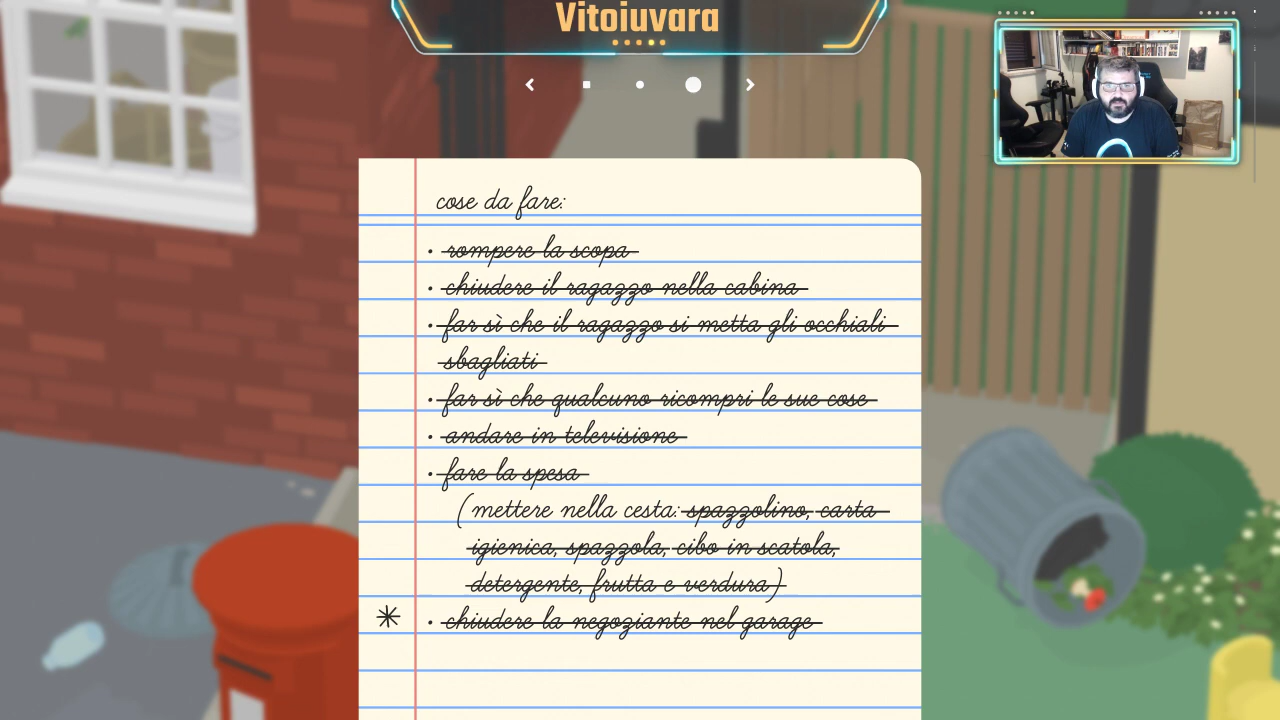 Vitoiuvara
cose da fare:
• rompere la scopa
• chiudere il ragazzo nella cabina
• far sì che il ragazzo si metta gli occhiali
sbagliati
• far sì che qualcuno ricompri le sue cose
• andare in televisione
• fare la spesa
(mettere nella cesta: spazzolino, carta
igienica, spazzola, cibo in scatola,
detergente, frutta e verdura)
• chiudere la negoziante nel garage